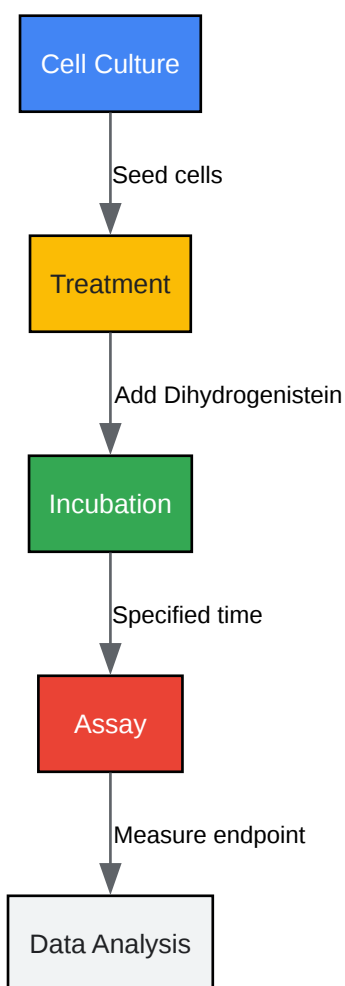 Cell Culture
Seed cells
Treatment
Add Dihydrogenistein
Incubation
Specified time
Assay
Measure endpoint
Data Analysis